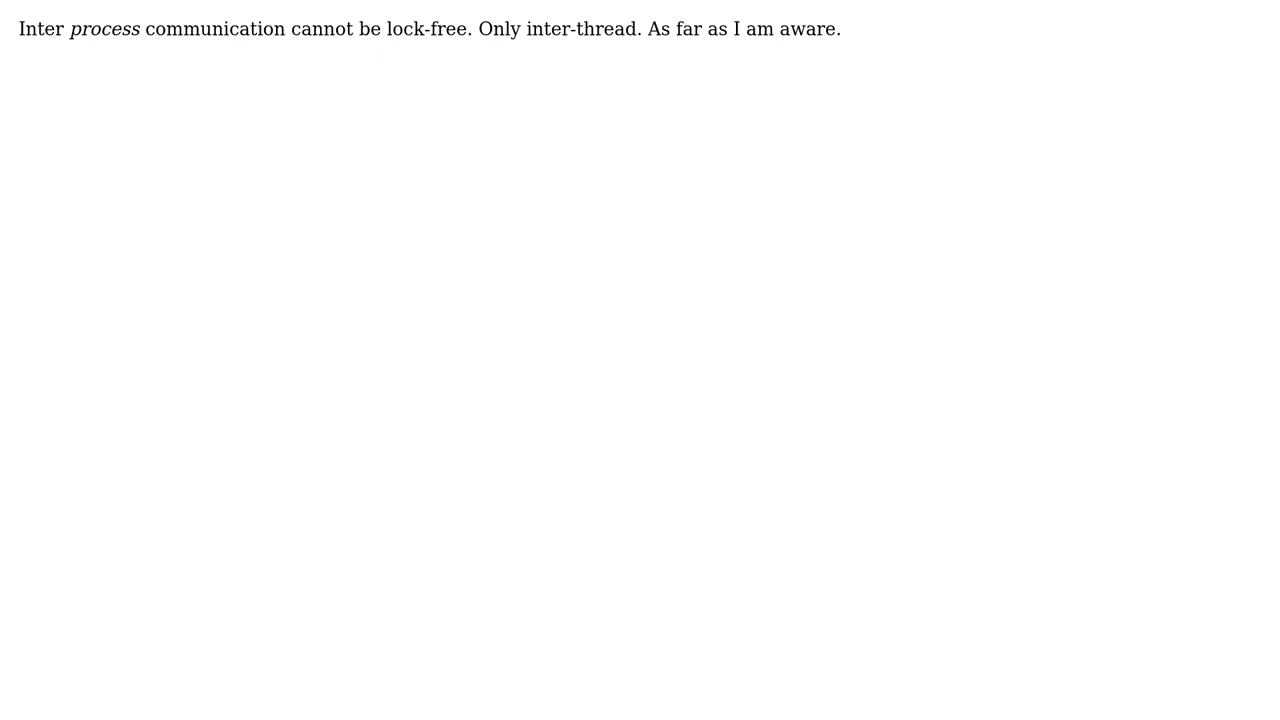 Inter process communication cannot be lock-free. Only inter-thread. As far as I am aware.